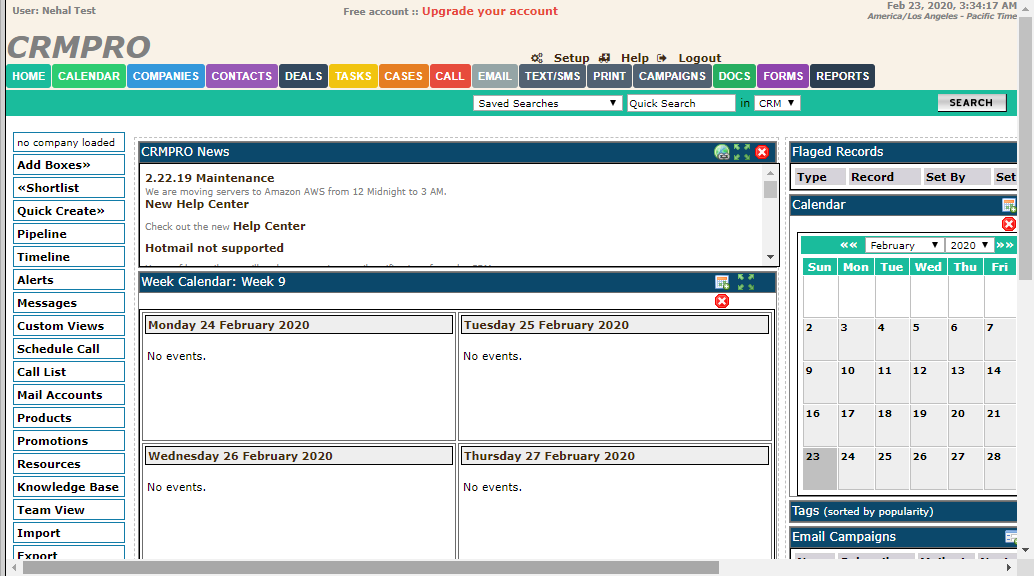 User: Nehal Test
Free account :: Upgrade your account
Feb 23, 2020, 3:34:17 AM
America/Los Angeles - Pacific Time
CRMPRO
Setup Help Logout
HOME CALENDAR COMPANIES CONTACTS DEALS TASKS CASES CALL EMAIL TEXT/SMS PRINT CAMPAIGNS DOCS FORMS REPORTS
Saved Searches Quick Search in CRM SEARCH
no company loaded
Add Boxes»
«Shortlist
Quick Create»
Pipeline
Timeline
Alerts
Messages
Custom Views
Schedule Call
Call List
Mail Accounts
Products
Promotions
Resources
Knowledge Base
Team View
Import
Export
CRMPRO News
2.22.19 Maintenance
We are moving servers to Amazon AWS from 12 Midnight to 3 AM.
New Help Center
Check out the new Help Center
Hotmail not supported
Week Calendar: Week 9
Monday 24 February 2020
No events.
Tuesday 25 February 2020
No events.
Wednesday 26 February 2020
No events.
Thursday 27 February 2020
No events.
Flaged Records
Type Record Set By Set
Calendar
«« February 2020 »»
Sun Mon Tue Wed Thu Fri
2 3 4 5 6 7
9 10 11 12 13 14
16 17 18 19 20 21
23 24 25 26 27 28
Tags (sorted by popularity)
Email Campaigns